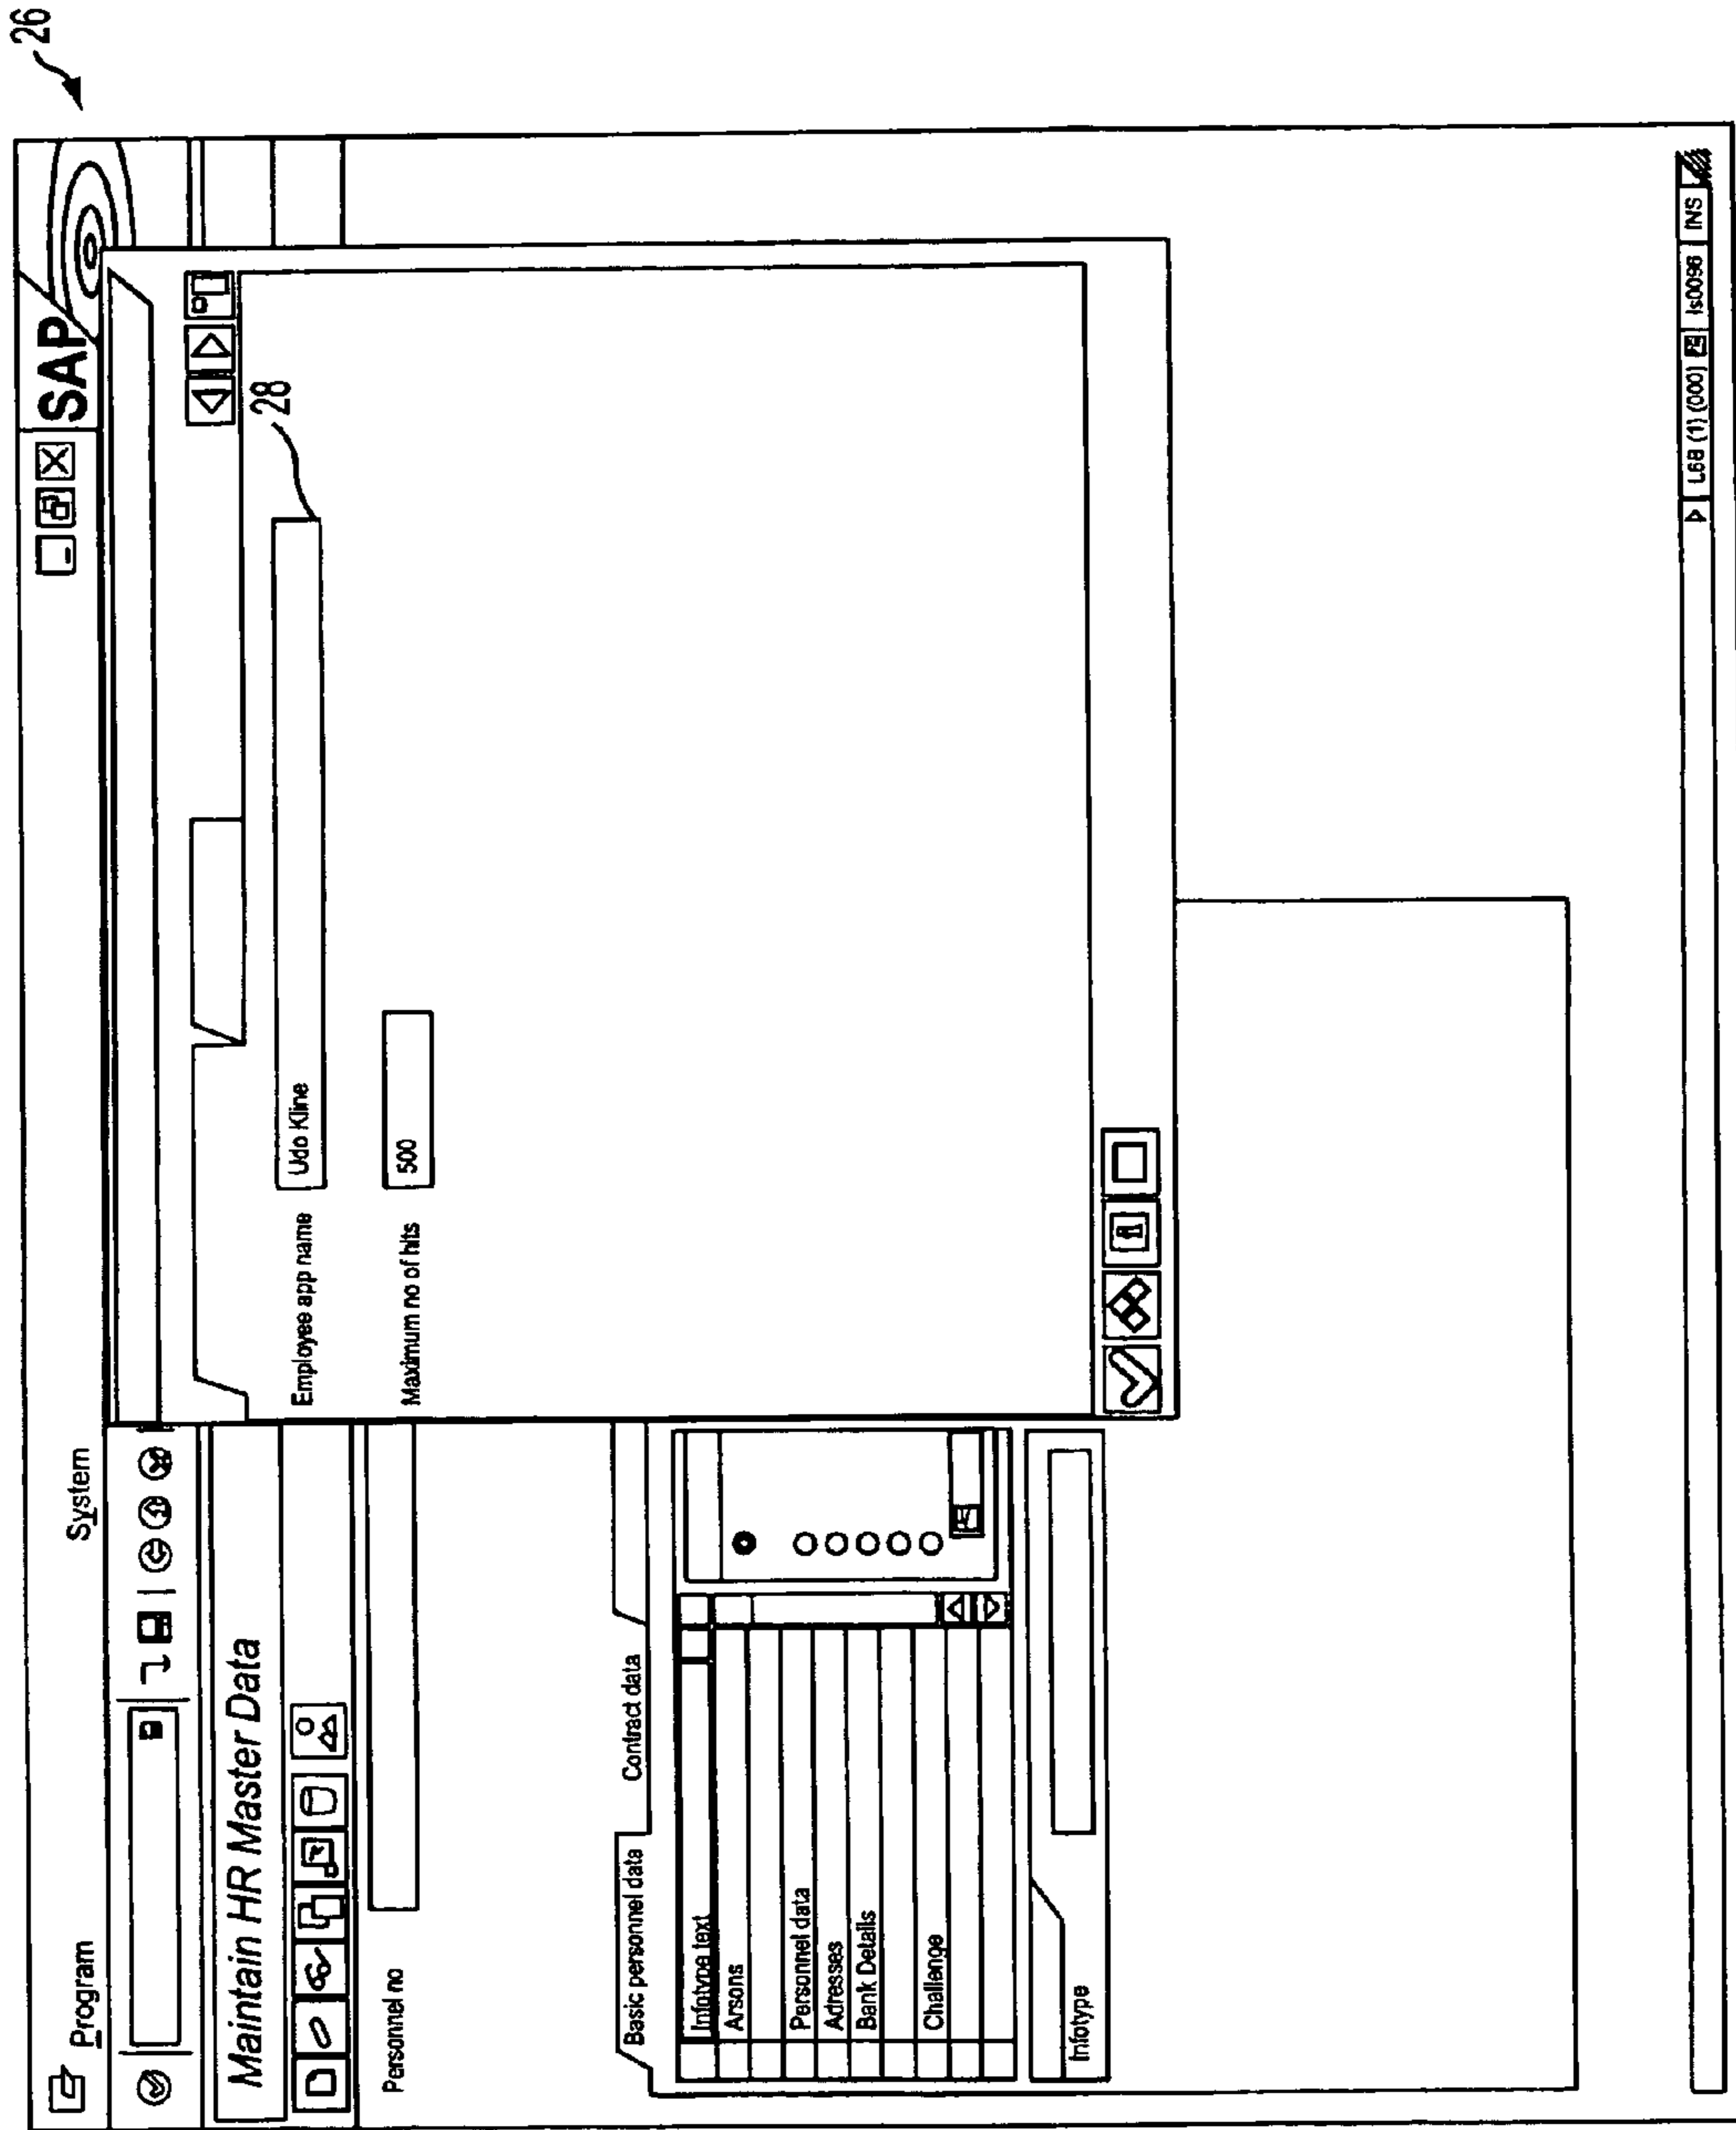 26
Program System
SAP
Maintain HR Master Data
Personnel no
Employee app name Udo Kline
28
Maximum no of hits 500
Basic personnel data Contract data
Infotype text
Arsons
Personnel data
Adresses
Bank Details
Challenge
Infotype
L6B (1) (000) ls0096 INS